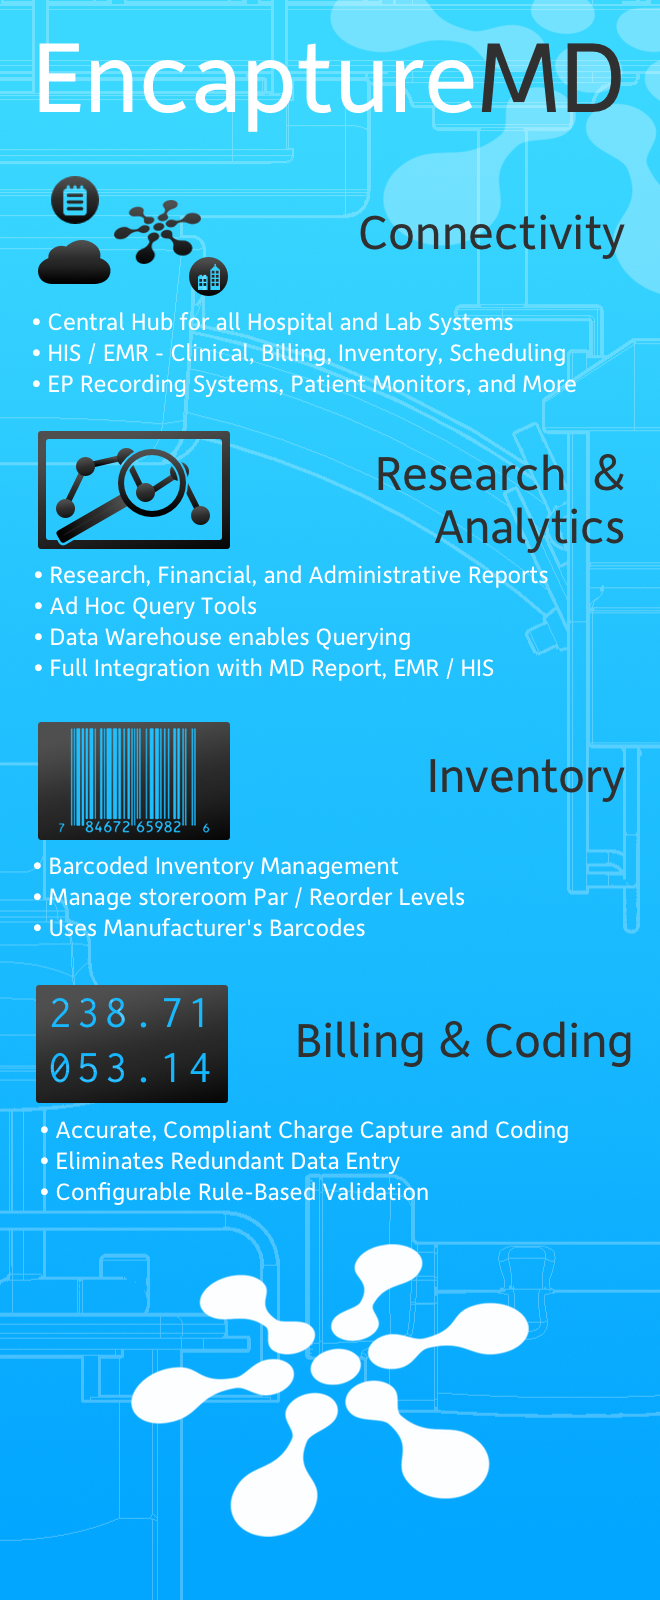 EncaptureMD
Connectivity
• Central Hub for all Hospital and Lab Systems
• HIS / EMR - Clinical, Billing, Inventory, Scheduling
• EP Recording Systems, Patient Monitors, and More
Research &
Analytics
• Research, Financial, and Administrative Reports
• Ad Hoc Query Tools
• Data Warehouse enables Querying
• Full Integration with MD Report, EMR / HIS
Inventory
7 84672 65982 6
• Barcoded Inventory Management
• Manage storeroom Par / Reorder Levels
• Uses Manufacturer's Barcodes
238.71
053.14
Billing & Coding
• Accurate, Compliant Charge Capture and Coding
• Eliminates Redundant Data Entry
• Configurable Rule-Based Validation